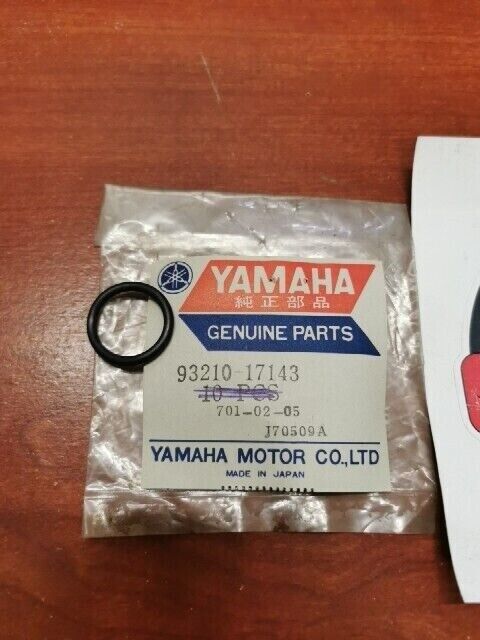 YAMAHA
純正部品
GENUINE PARTS
93210-17143
10 PCS
701-02-05
J70509A
YAMAHA MOTOR CO.,LTD
MADE IN JAPAN